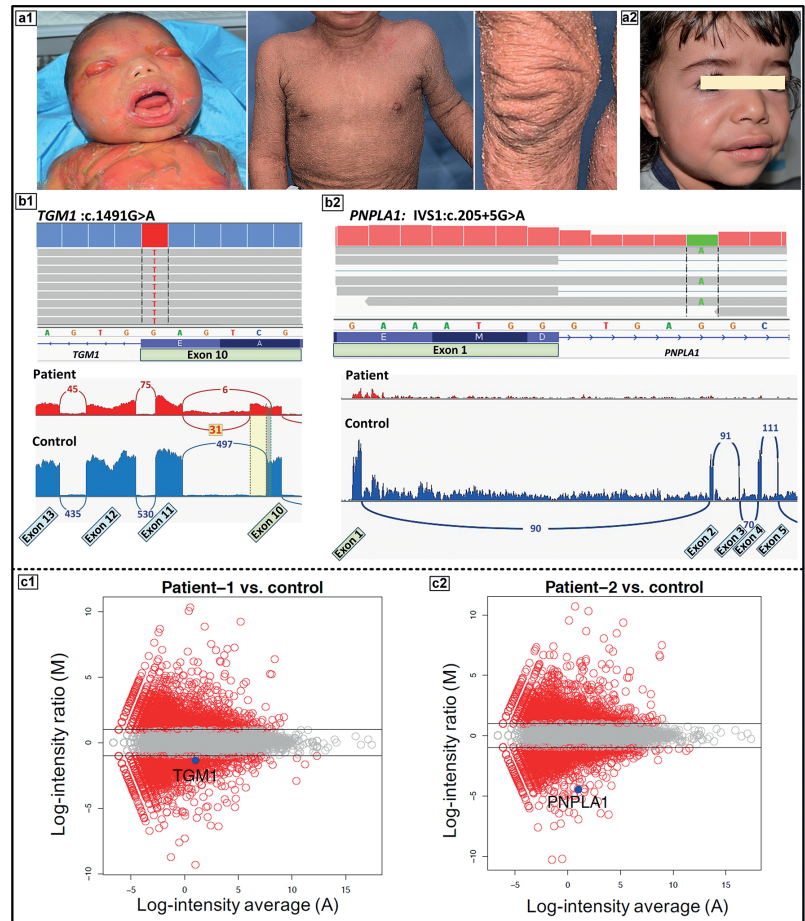 a1
a2
b1
TGM1 :c.1491G>A
T
T
T
T
T
T
T
T
A G T G G A G T C G
E A
TGM1
Exon 10
Patient
45 75 6
31
Control
497
435 530
Exon 13 Exon 12 Exon 11 Exon 10
b2
PNPLA1: IVS1:c.205+5G>A
A
A
A
G A A A T G G G T G A G G C
E M D
Exon 1
PNPLA1
Patient
Control
91 111
90 70
Exon 1 Exon 2 Exon 3 Exon 4 Exon 5
c1
Patient–1 vs. control
Log-intensity ratio (M)
10
5
0
−5
−10
TGM1
−5 0 5 10 15
Log-intensity average (A)
c2
Patient–2 vs. control
Log-intensity ratio (M)
10
5
0
−5
−10
PNPLA1
−5 0 5 10 15
Log-intensity average (A)